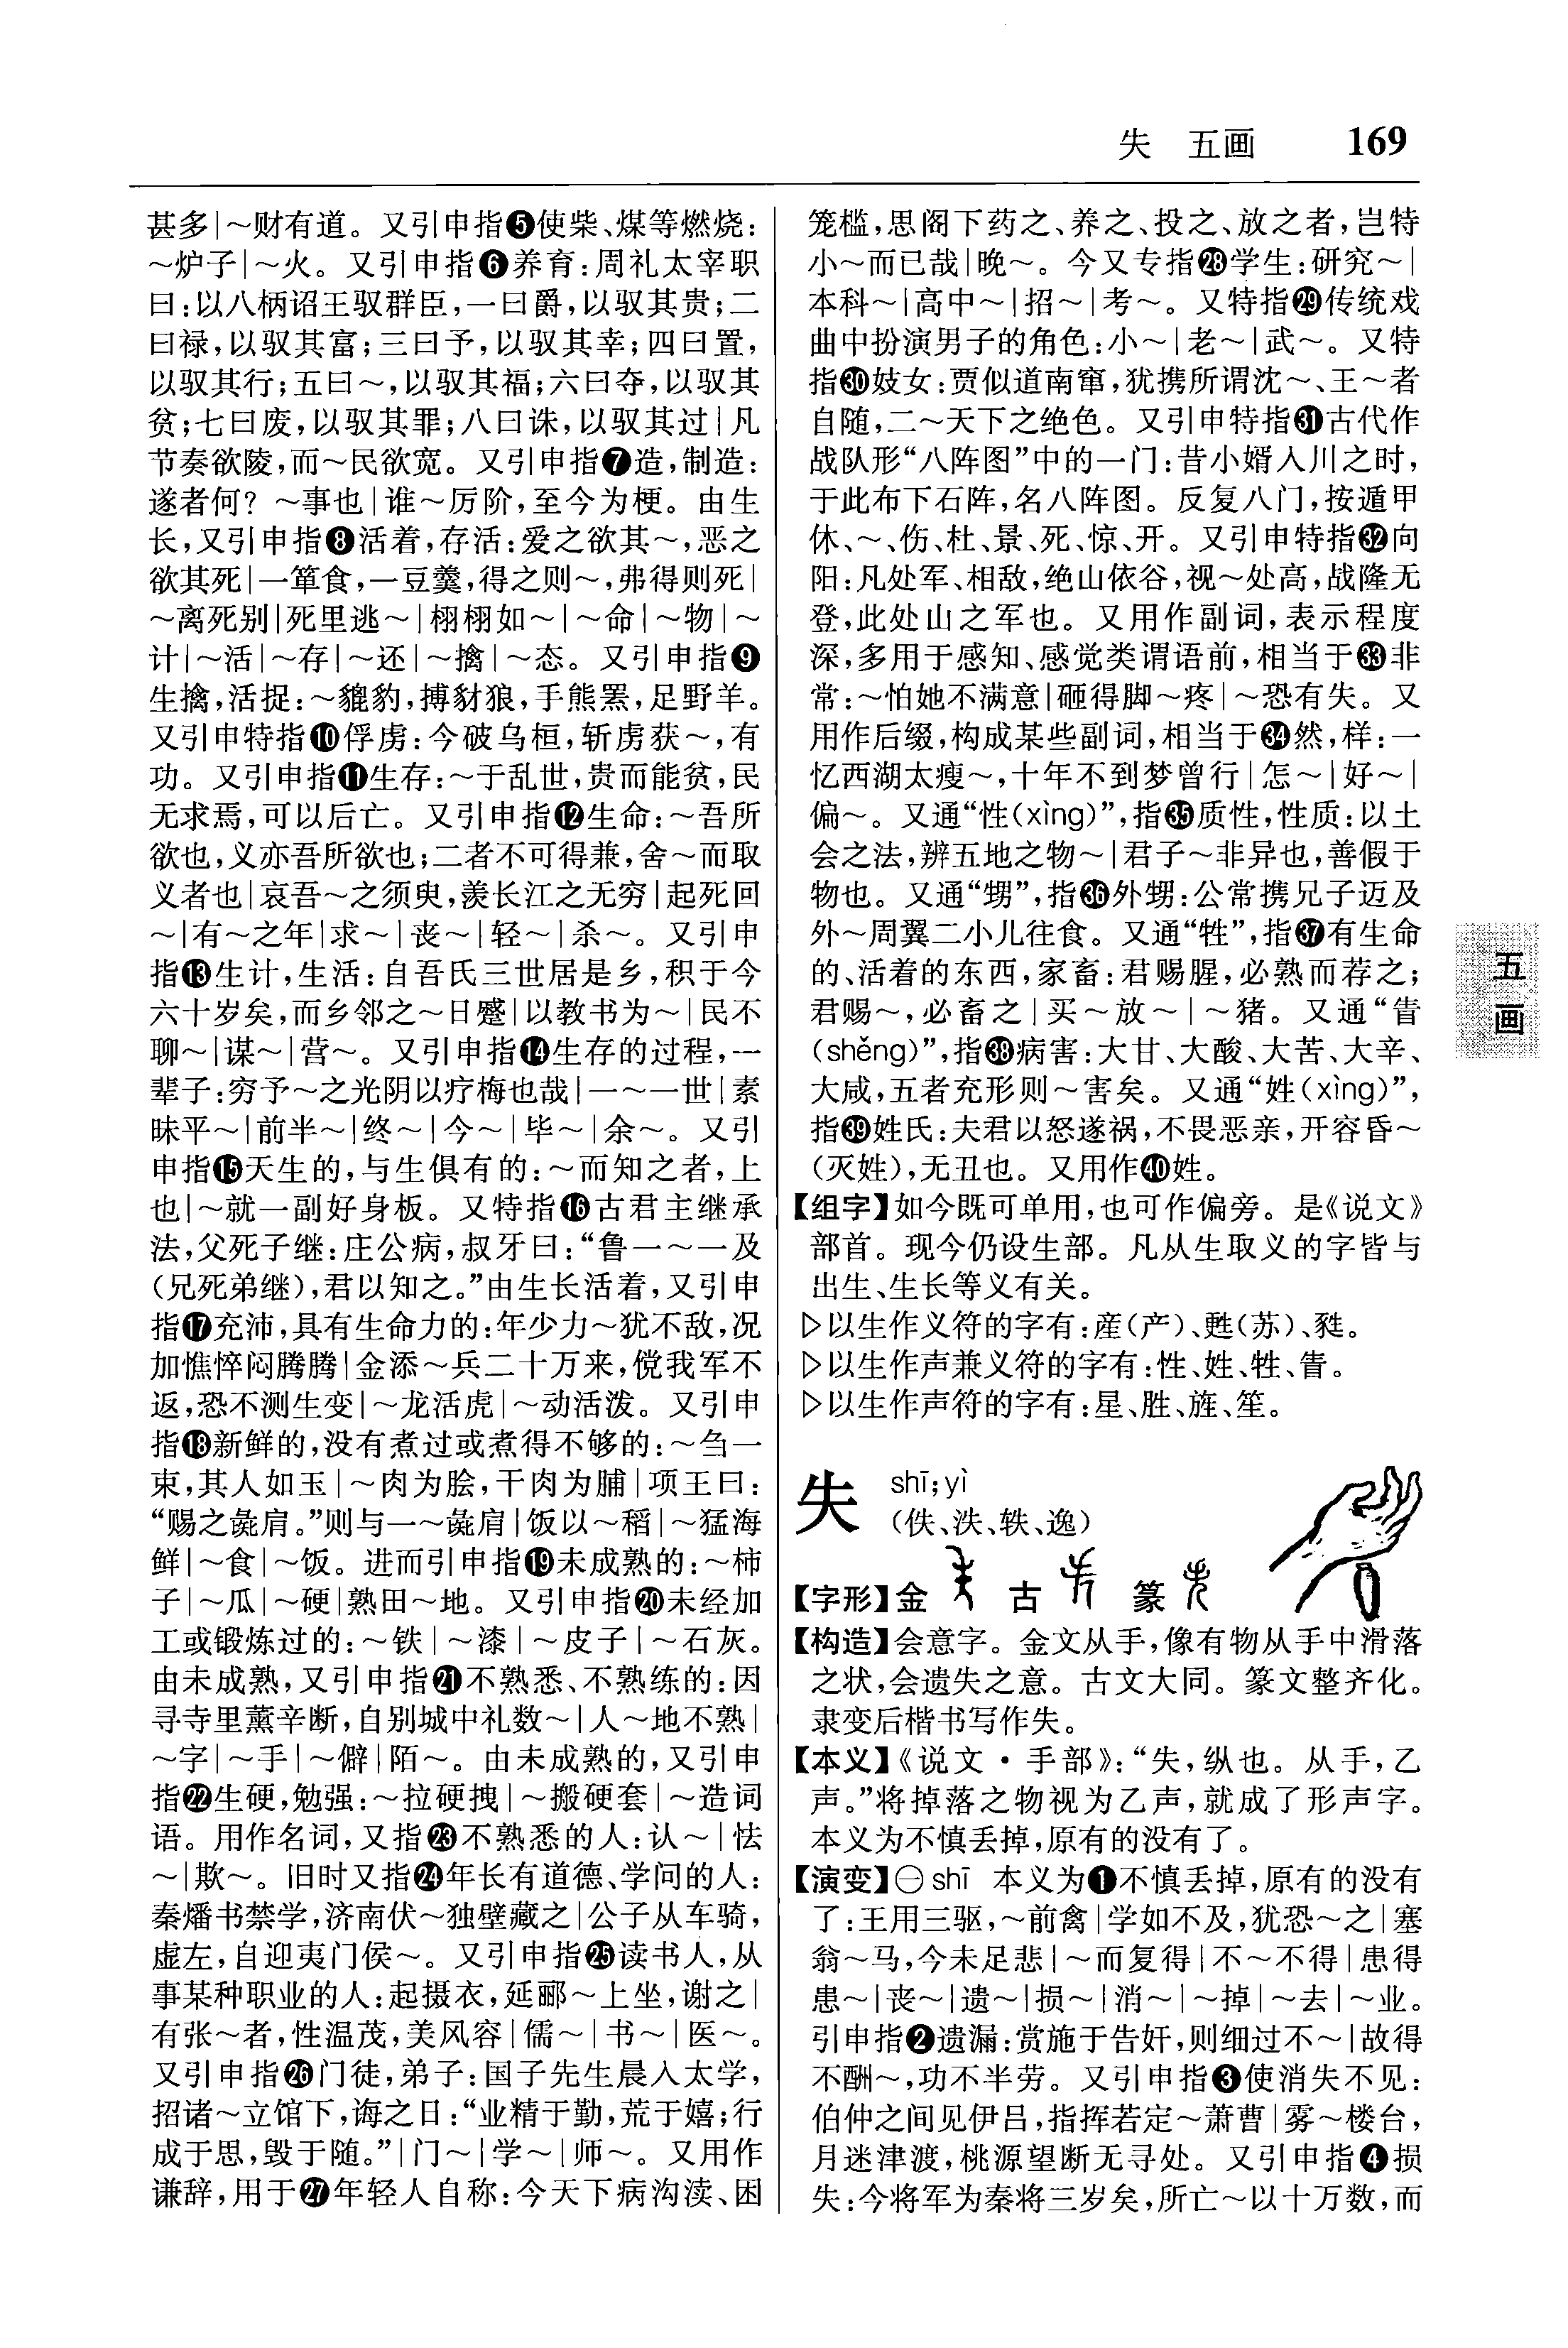 失　五画　169
甚多|～财有道。又引申指❺使柴、煤等燃烧:
～炉子|～火。又引申指❻养育:周礼太宰职
曰:以八柄诏王驭群臣,一曰爵,以驭其贵;二
曰禄,以驭其富;三曰予,以驭其幸;四曰置,
以驭其行;五曰～,以驭其福;六曰夺,以驭其
贫;七曰废,以驭其罪;八曰诛,以驭其过|凡
节奏欲陵,而～民欲宽。又引申指❼造,制造:
遂者何？～事也|谁～厉阶,至今为梗。由生
长,又引申指❽活着,存活:爱之欲其～,恶之
欲其死|一箪食,一豆羹,得之则～,弗得则死|
～离死别|死里逃～|栩栩如～|～命|～物|～
计|～活|～存|～还|～擒|～态。又引申指❾
生擒,活捉:～貔豹,搏豺狼,手熊罴,足野羊。
又引申特指❿俘虏:今破乌桓,斩虏获～,有
功。又引申指⓫生存:～于乱世,贵而能贫,民
无求焉,可以后亡。又引申指⓬生命:～吾所
欲也,义亦吾所欲也;二者不可得兼,舍～而取
义者也|哀吾～之须臾,羡长江之无穷|起死回
～|有～之年|求～|丧～|轻～|杀～。又引申
指⓭生计,生活:自吾氏三世居是乡,积于今
六十岁矣,而乡邻之～日蹙|以教书为～|民不
聊～|谋～|营～。又引申指⓮生存的过程,一
辈子:穷予～之光阴以疗梅也哉|一～一世|素
昧平～|前半～|终～|今～|毕～|余～。又引
申指⓯天生的,与生俱有的:～而知之者,上
也|～就一副好身板。又特指⓰古君主继承
法,父死子继:庄公病,叔牙曰:“鲁一～一及
(兄死弟继),君以知之。”由生长活着,又引申
指⓱充沛,具有生命力的:年少力～犹不敌,况
加憔悴闷腾腾|金添～兵二十万来,傥我军不
返,恐不测生变|～龙活虎|～动活泼。又引申
指⓲新鲜的,没有煮过或煮得不够的:～刍一
束,其人如玉|～肉为脍,干肉为脯|项王曰:
“赐之彘肩。”则与一～彘肩|饭以～稻|～猛海
鲜|～食|～饭。进而引申指⓳未成熟的:～柿
子|～瓜|～硬|熟田～地。又引申指⓴未经加
工或锻炼过的:～铁|～漆|～皮子|～石灰。
由未成熟,又引申指㉑不熟悉、不熟练的:因
寻寺里薰辛断,自别城中礼数～|人～地不熟|
～字|～手|～僻|陌～。由未成熟的,又引申
指㉒生硬,勉强:～拉硬拽|～搬硬套|～造词
语。用作名词,又指㉓不熟悉的人:认～|怯
～|欺～。旧时又指㉔年长有道德、学问的人:
秦燔书禁学,济南伏～独壁藏之|公子从车骑,
虚左,自迎夷门侯～。又引申指㉕读书人,从
事某种职业的人:起摄衣,延郦～上坐,谢之|
有张～者,性温茂,美风容|儒～|书～|医～。
又引申指㉖门徒,弟子:国子先生晨入太学,
招诸～立馆下,诲之曰:“业精于勤,荒于嬉;行
成于思,毁于随。”|门～|学～|师～。又用作
谦辞,用于㉗年轻人自称:今天下病沟渎、困
笼槛,思阁下药之、养之、投之、放之者,岂特
小～而已哉|晚～。今又专指㉘学生:研究～|
本科～|高中～|招～|考～。又特指㉙传统戏
曲中扮演男子的角色:小～|老～|武～。又特
指㉚妓女:贾似道南窜,犹携所谓沈～、王～者
自随,二～天下之绝色。又引申特指㉛古代作
战队形“八阵图”中的一门:昔小婿入川之时,
于此布下石阵,名八阵图。反复八门,按遁甲
休、～、伤、杜、景、死、惊、开。又引申特指㉜向
阳:凡处军、相敌,绝山依谷,视～处高,战隆无
登,此处山之军也。又用作副词,表示程度
深,多用于感知、感觉类谓语前,相当于㉝非
常:～怕她不满意|砸得脚～疼|～恐有失。又
用作后缀,构成某些副词,相当于㉞然,样:一
忆西湖太瘦～,十年不到梦曾行|怎～|好～|
偏～。又通“性(xìng)”,指㉟质性,性质:以土
会之法,辨五地之物～|君子～非异也,善假于
物也。又通“甥”,指㊱外甥:公常携兄子迈及
外～周翼二小儿往食。又通“牲”,指㊲有生命
的、活着的东西,家畜:君赐腥,必熟而荐之;
君赐～,必畜之|买～放～|～猪。又通“眚
(shěng)”,指㊳病害:大甘、大酸、大苦、大辛、
大咸,五者充形则～害矣。又通“姓(xìng)”,
指㊴姓氏:夫君以怒遂祸,不畏恶亲,开容昏～
(灭姓),无丑也。又用作㊵姓。
【组字】如今既可单用,也可作偏旁。是《说文》
部首。现今仍设生部。凡从生取义的字皆与
出生、生长等义有关。
▷以生作义符的字有:產(产)、甦(苏)、甤。
▷以生作声兼义符的字有:性、姓、牲、眚。
▷以生作声符的字有:星、胜、旌、笙。
失　shī;yì
(佚、泆、轶、逸)
【字形】金　古　篆
【构造】会意字。金文从手,像有物从手中滑落
之状,会遗失之意。古文大同。篆文整齐化。
隶变后楷书写作失。
【本义】《说文·手部》:“失,纵也。从手,乙
声。”将掉落之物视为乙声,就成了形声字。
本义为不慎丢掉,原有的没有了。
【演变】㊀shī　本义为❶不慎丢掉,原有的没有
了:王用三驱,～前禽|学如不及,犹恐～之|塞
翁～马,今未足悲|～而复得|不～不得|患得
患～|丧～|遗～|损～|消～|～掉|～去|～业。
引申指❷遗漏:赏施于告奸,则细过不～|故得
不酬～,功不半劳。又引申指❸使消失不见:
伯仲之间见伊吕,指挥若定～萧曹|雾～楼台,
月迷津渡,桃源望断无寻处。又引申指❹损
失:今将军为秦将三岁矣,所亡～以十万数,而
五
画